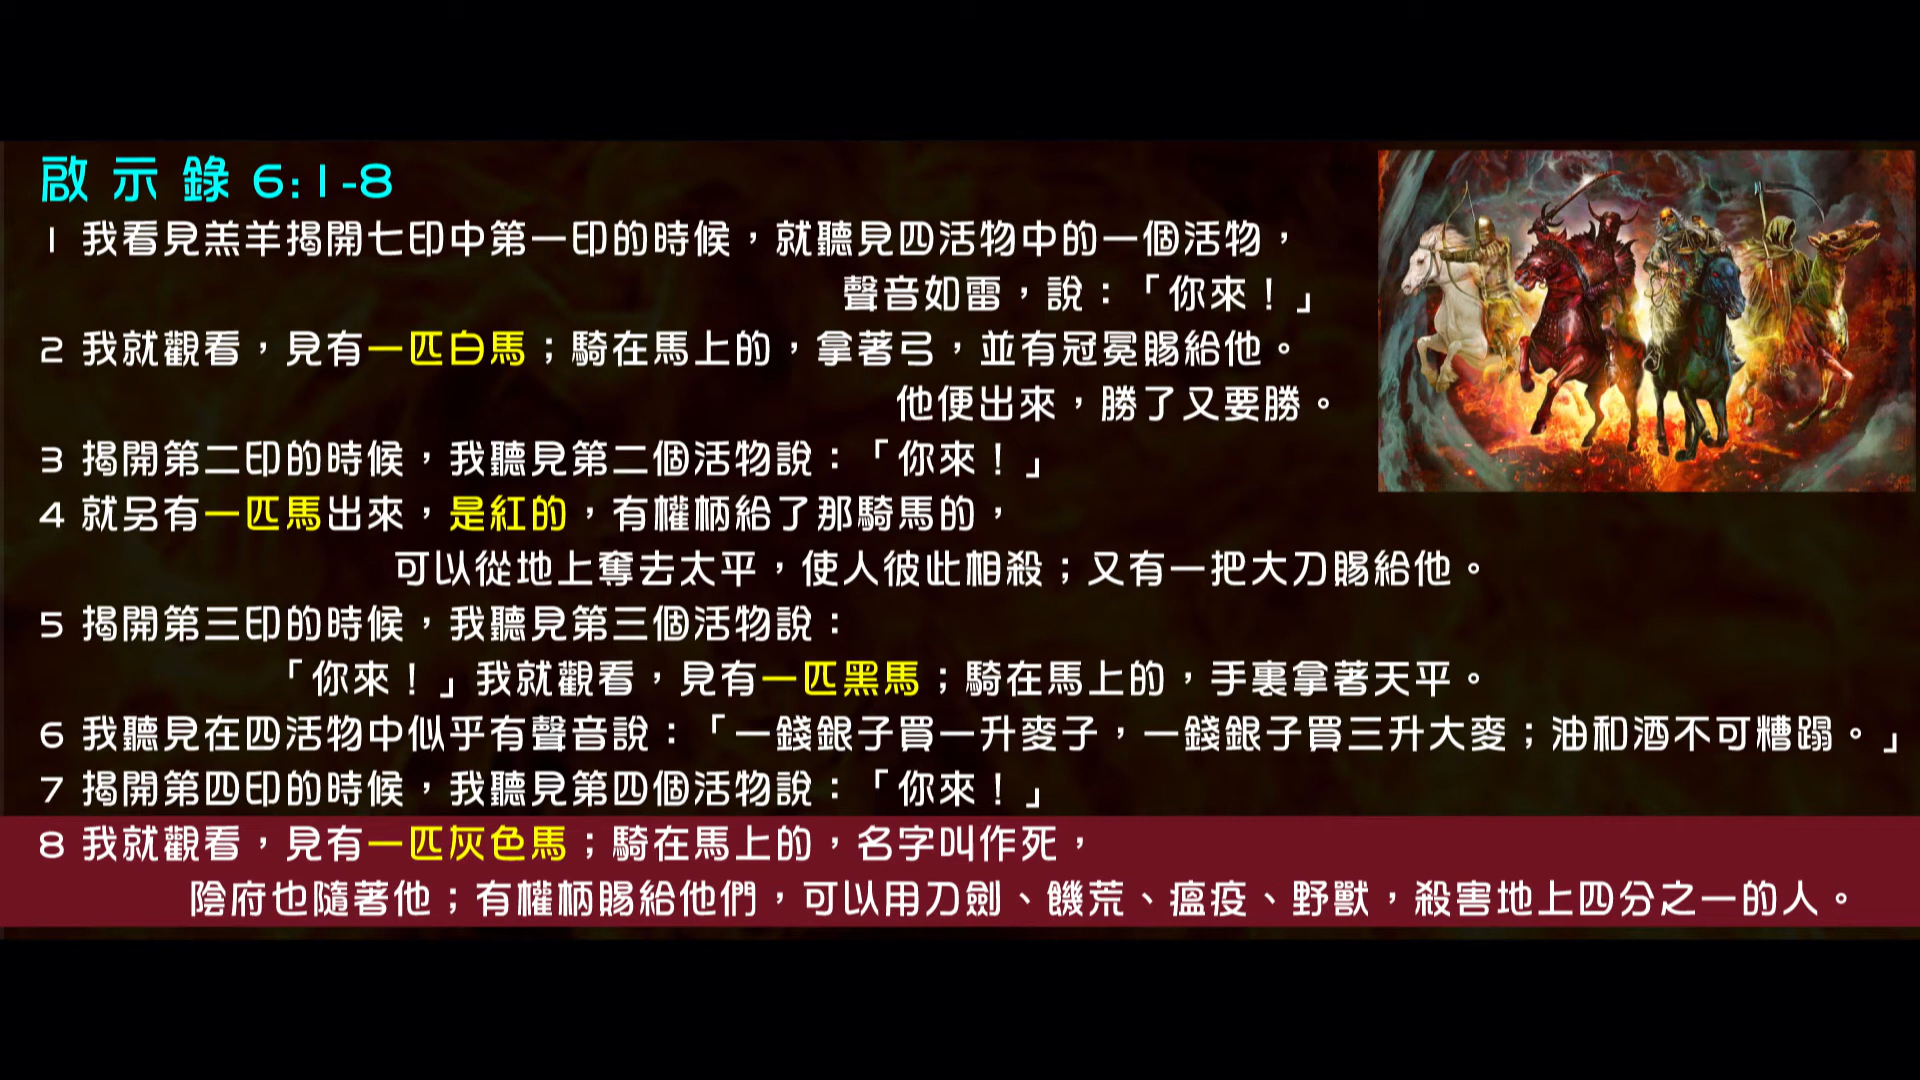 啟示錄 6:1-8
1 我看見羔羊揭開七印中第一印的時候，就聽見四活物中的一個活物，
聲音如雷，說：「你來！」
2 我就觀看，見有一匹白馬；騎在馬上的，拿著弓，並有冠冕賜給他。
他便出來，勝了又要勝。
3 揭開第二印的時候，我聽見第二個活物說：「你來！」
4 就另有一匹馬出來，是紅的，有權柄給了那騎馬的，
可以從地上奪去太平，使人彼此相殺；又有一把大刀賜給他。
5 揭開第三印的時候，我聽見第三個活物說：
「你來！」我就觀看，見有一匹黑馬；騎在馬上的，手裏拿著天平。
6 我聽見在四活物中似乎有聲音說：「一錢銀子買一升麥子，一錢銀子買三升大麥；油和酒不可糟蹋。」
7 揭開第四印的時候，我聽見第四個活物說：「你來！」
8 我就觀看，見有一匹灰色馬；騎在馬上的，名字叫作死，
陰府也隨著他；有權柄賜給他們，可以用刀劍、饑荒、瘟疫、野獸，殺害地上四分之一的人。